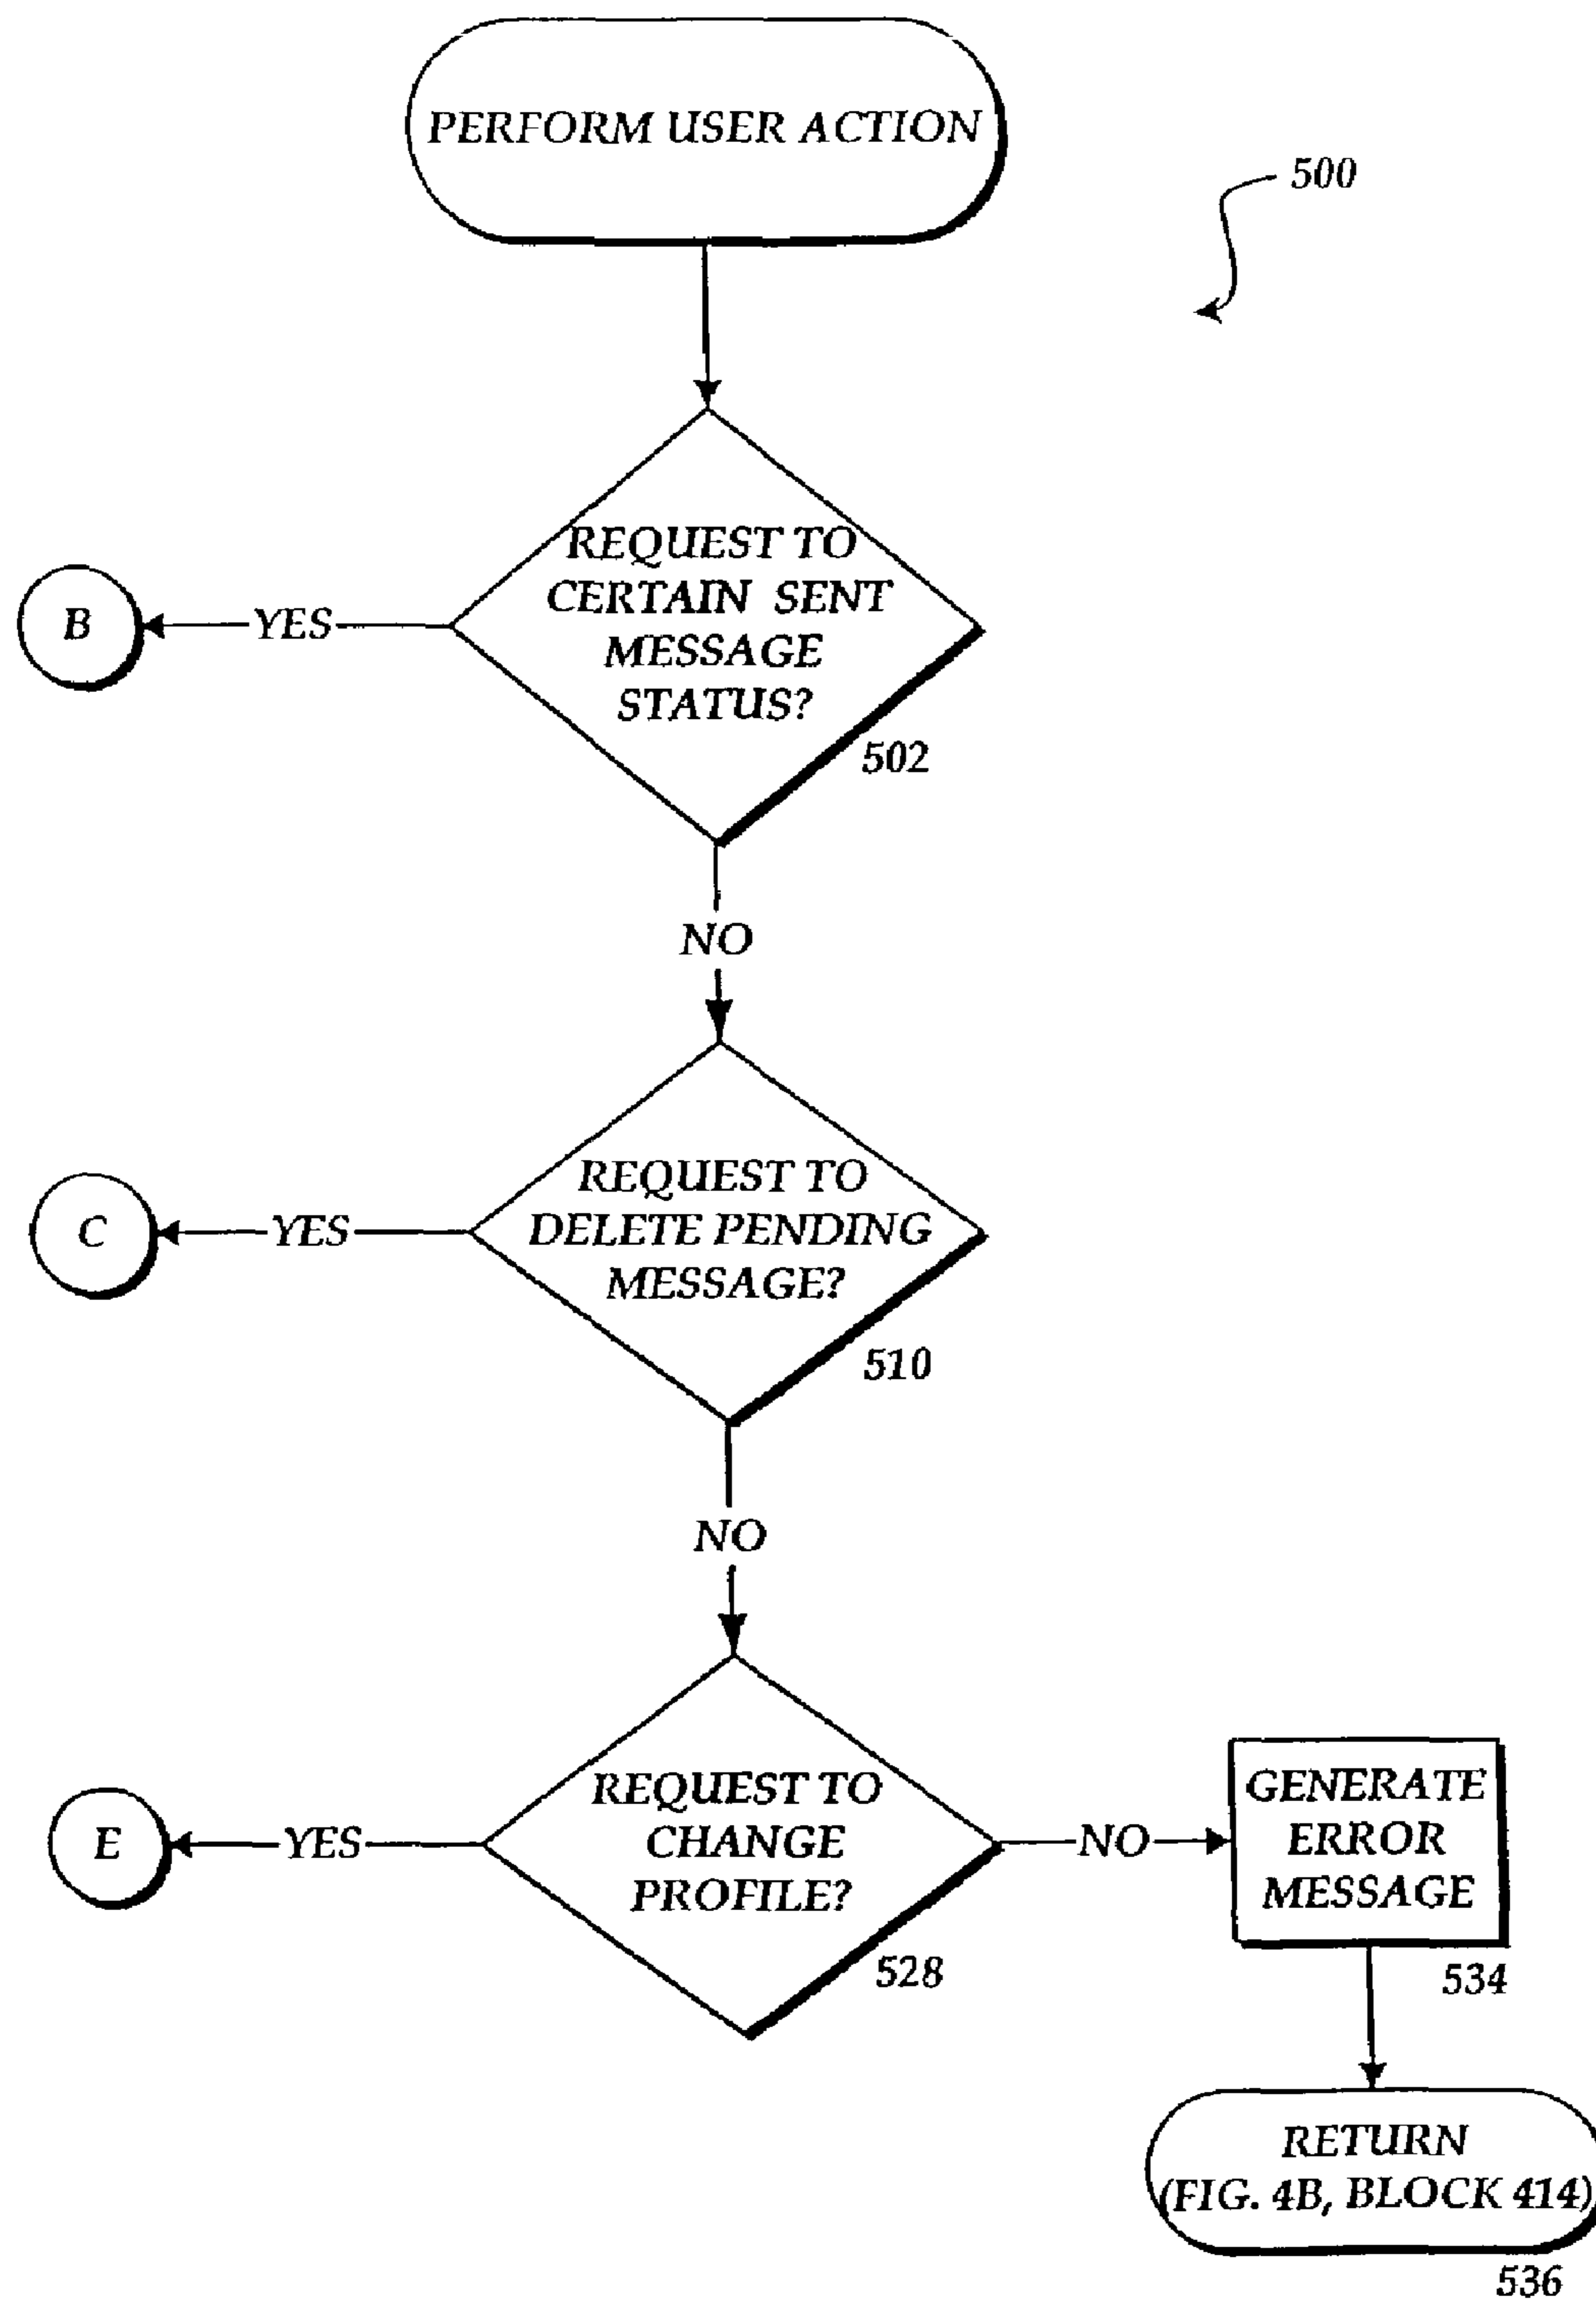 PERFORM USER ACTION
500
REQUEST TO
CERTAIN SENT
MESSAGE
STATUS?
502
B
YES
NO
REQUEST TO
DELETE PENDING
MESSAGE?
510
C
YES
NO
REQUEST TO
CHANGE
PROFILE?
528
E
YES
NO
GENERATE
ERROR
MESSAGE
534
RETURN
(FIG. 4B, BLOCK 414)
536